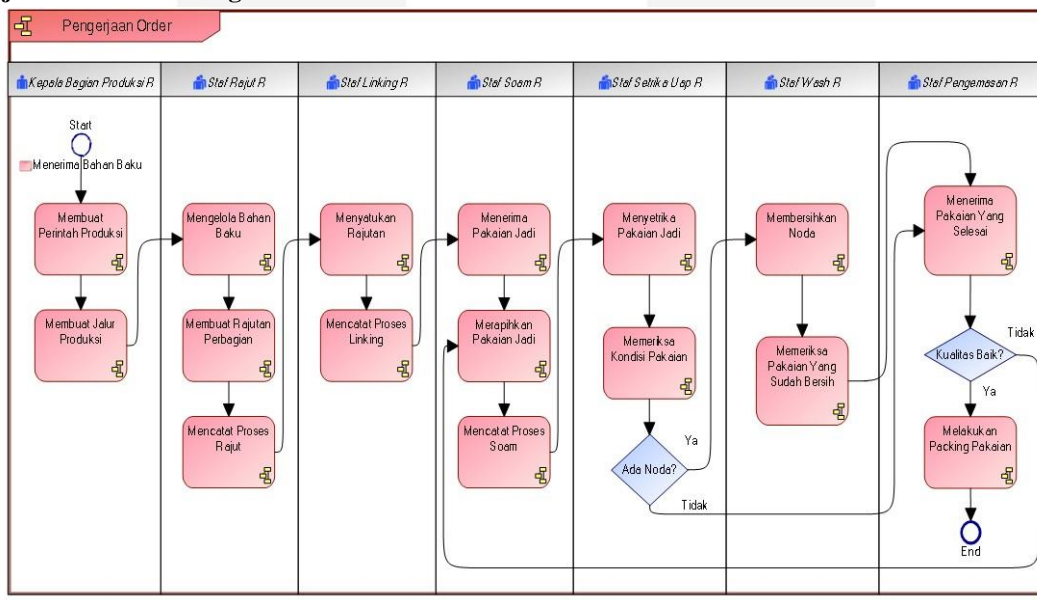 Pengerjaan Order
Kepala Bagian Produksi R
Staf Rajut R
Staf Linking R
Staf Soam R
Staf Setrika Uap R
Staf Wash R
Staf Pengemasan R
Start
Menerima Bahan Baku
Membuat
Perintah Produksi
Membuat Jalur
Produksi
Mengelola Bahan
Baku
Membuat Rajutan
Perbagian
Mencatat Proses
Rajut
Menyatukan
Rajutan
Mencatat Proses
Linking
Menerima
Pakaian Jadi
Merapihkan
Pakaian Jadi
Mencatat Proses
Soam
Menyetrika
Pakaian Jadi
Memeriksa
Kondisi Pakaian
Ada Noda?
Ya
Tidak
Membersihkan
Noda
Memeriksa
Pakaian Yang
Sudah Bersih
Menerima
Pakaian Yang
Selesai
Kualitas Baik?
Tidak
Ya
Melakukan
Packing Pakaian
End